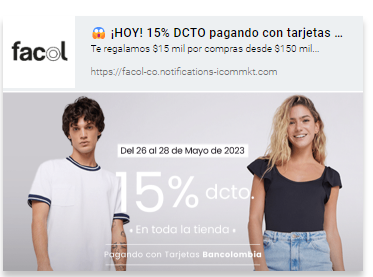 facol
😱 ¡HOY! 15% DCTO pagando con tarjetas ...
Te regalamos $15 mil por compras desde $150 mil...
https://facol-co.notifications-icommkt.com
Del 26 al 28 de Mayo de 2023
15% dcto.
• En toda la tienda •
Pagando con Tarjetas Bancolombia